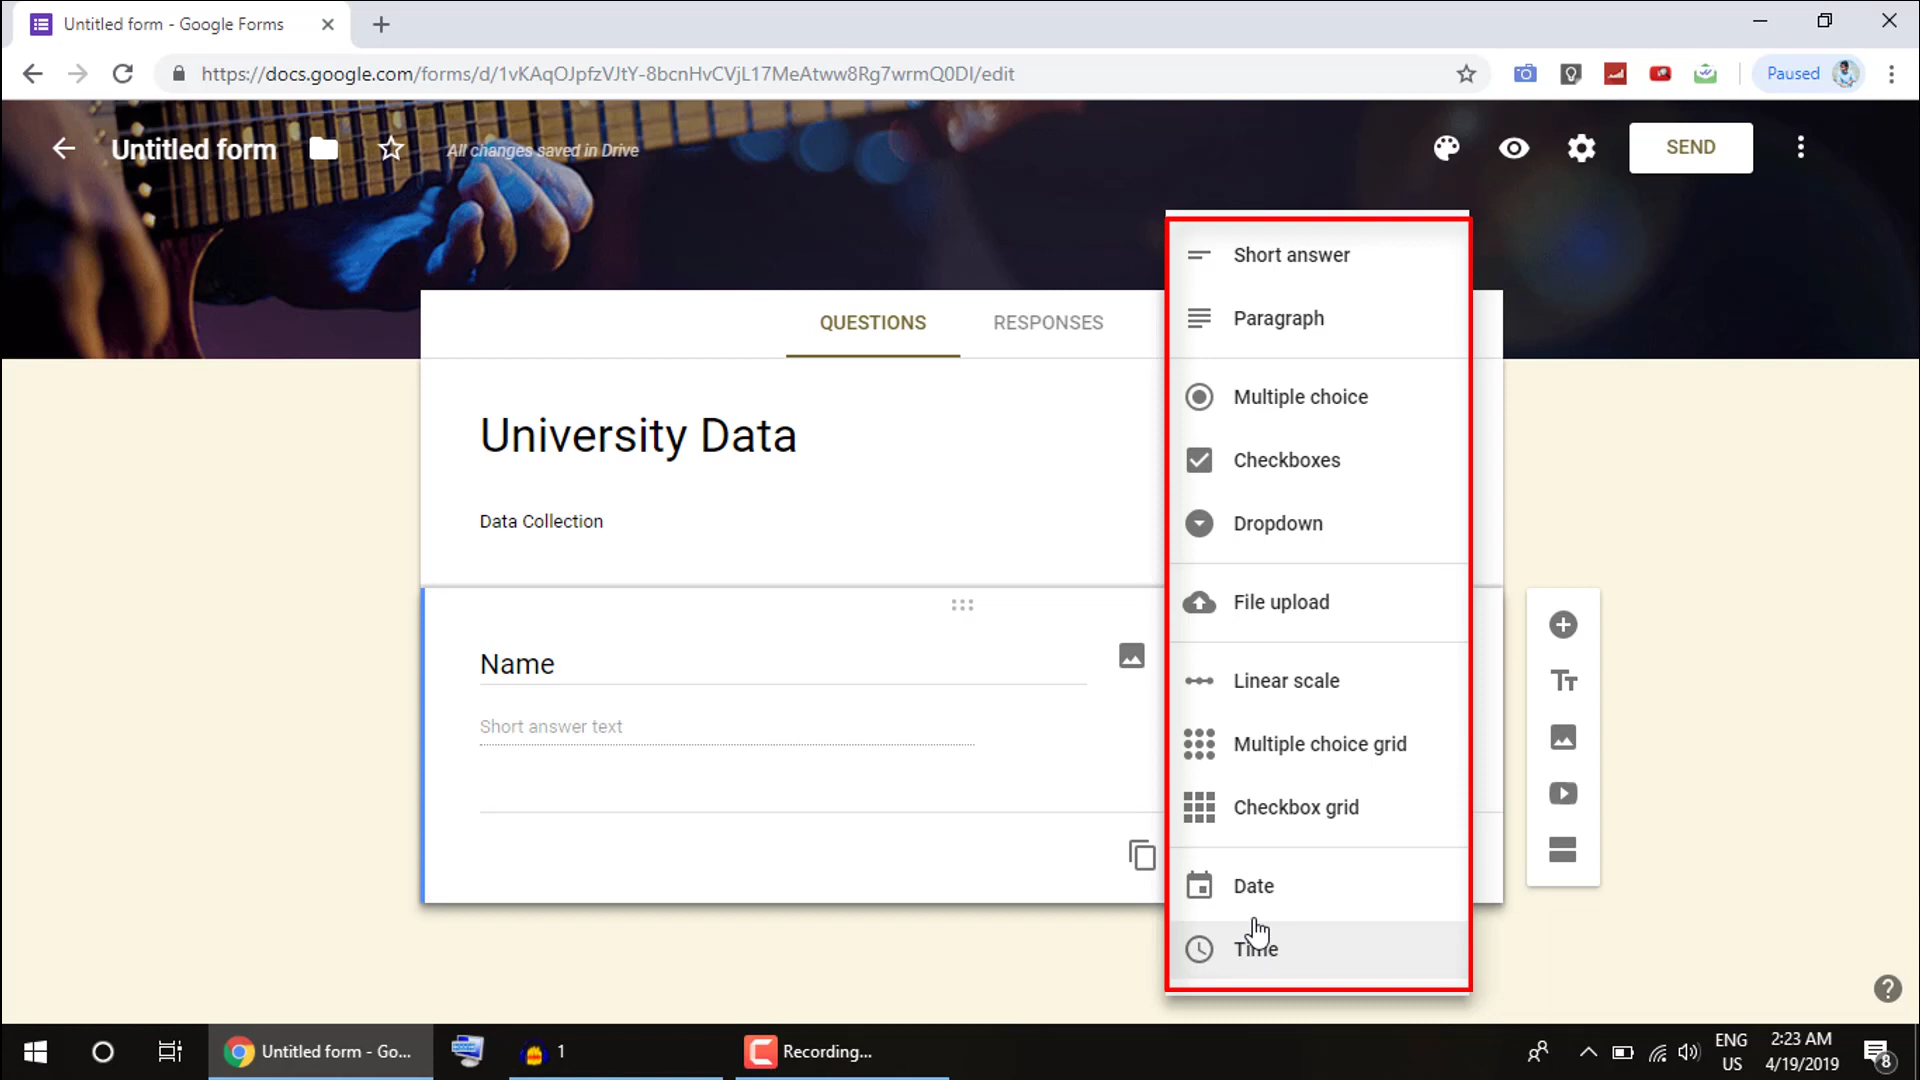 Untitled form - Google Forms
https://docs.google.com/forms/d/1vKAqOJpfzVJtY-8bcnHvCVjL17MeAtww8Rg7wrmQ0DI/edit
Paused
Untitled form
All changes saved in Drive
SEND
QUESTIONS
RESPONSES
University Data
Data Collection
Name
Short answer text
Short answer
Paragraph
Multiple choice
Checkboxes
Dropdown
File upload
Linear scale
Multiple choice grid
Checkbox grid
Date
Time
Untitled form - Go...
1
Recording...
ENG
US
2:23 AM
4/19/2019
8